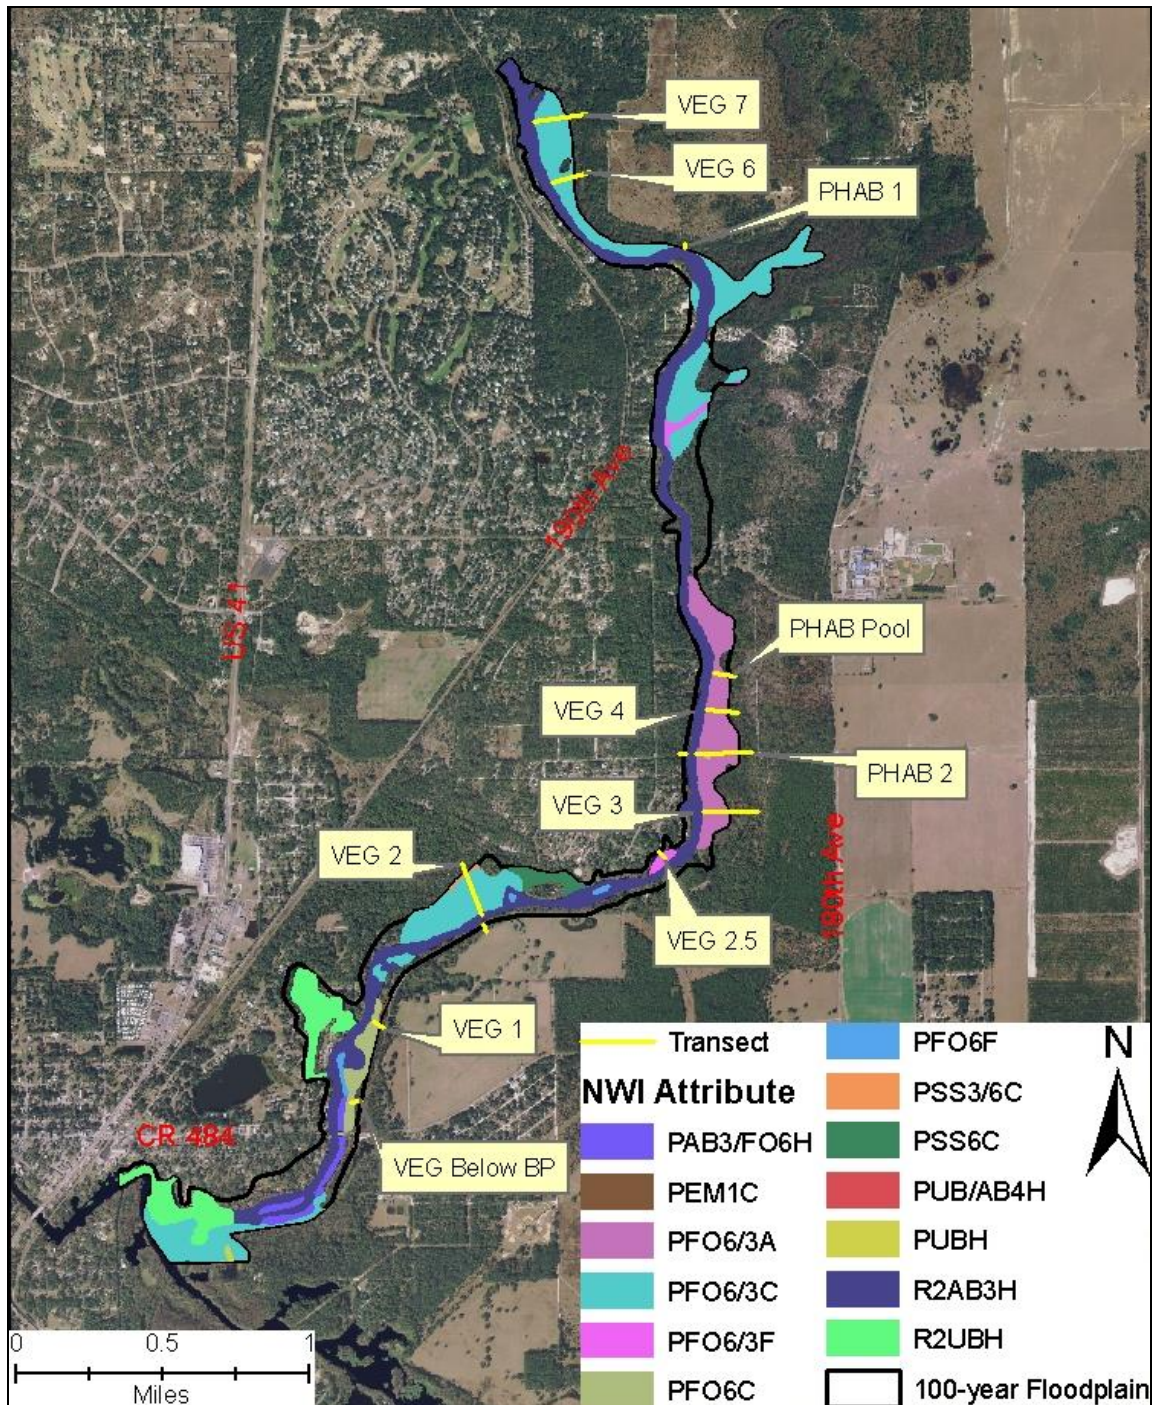 VEG 7
VEG 6
PHAB 1
190th Ave
US 41
PHAB Pool
VEG 4
PHAB 2
VEG 3
180th Ave
VEG 2
VEG 2.5
VEG 1
CR 484
VEG Below BP
Transect
NWI Attribute
PAB3/FO6H
PEM1C
PFO6/3A
PFO6/3C
PFO6/3F
PFO6C
PFO6F
PSS3/6C
PSS6C
PUB/AB4H
PUBH
R2AB3H
R2UBH
100-year Floodplain
N
0 0.5 1
Miles